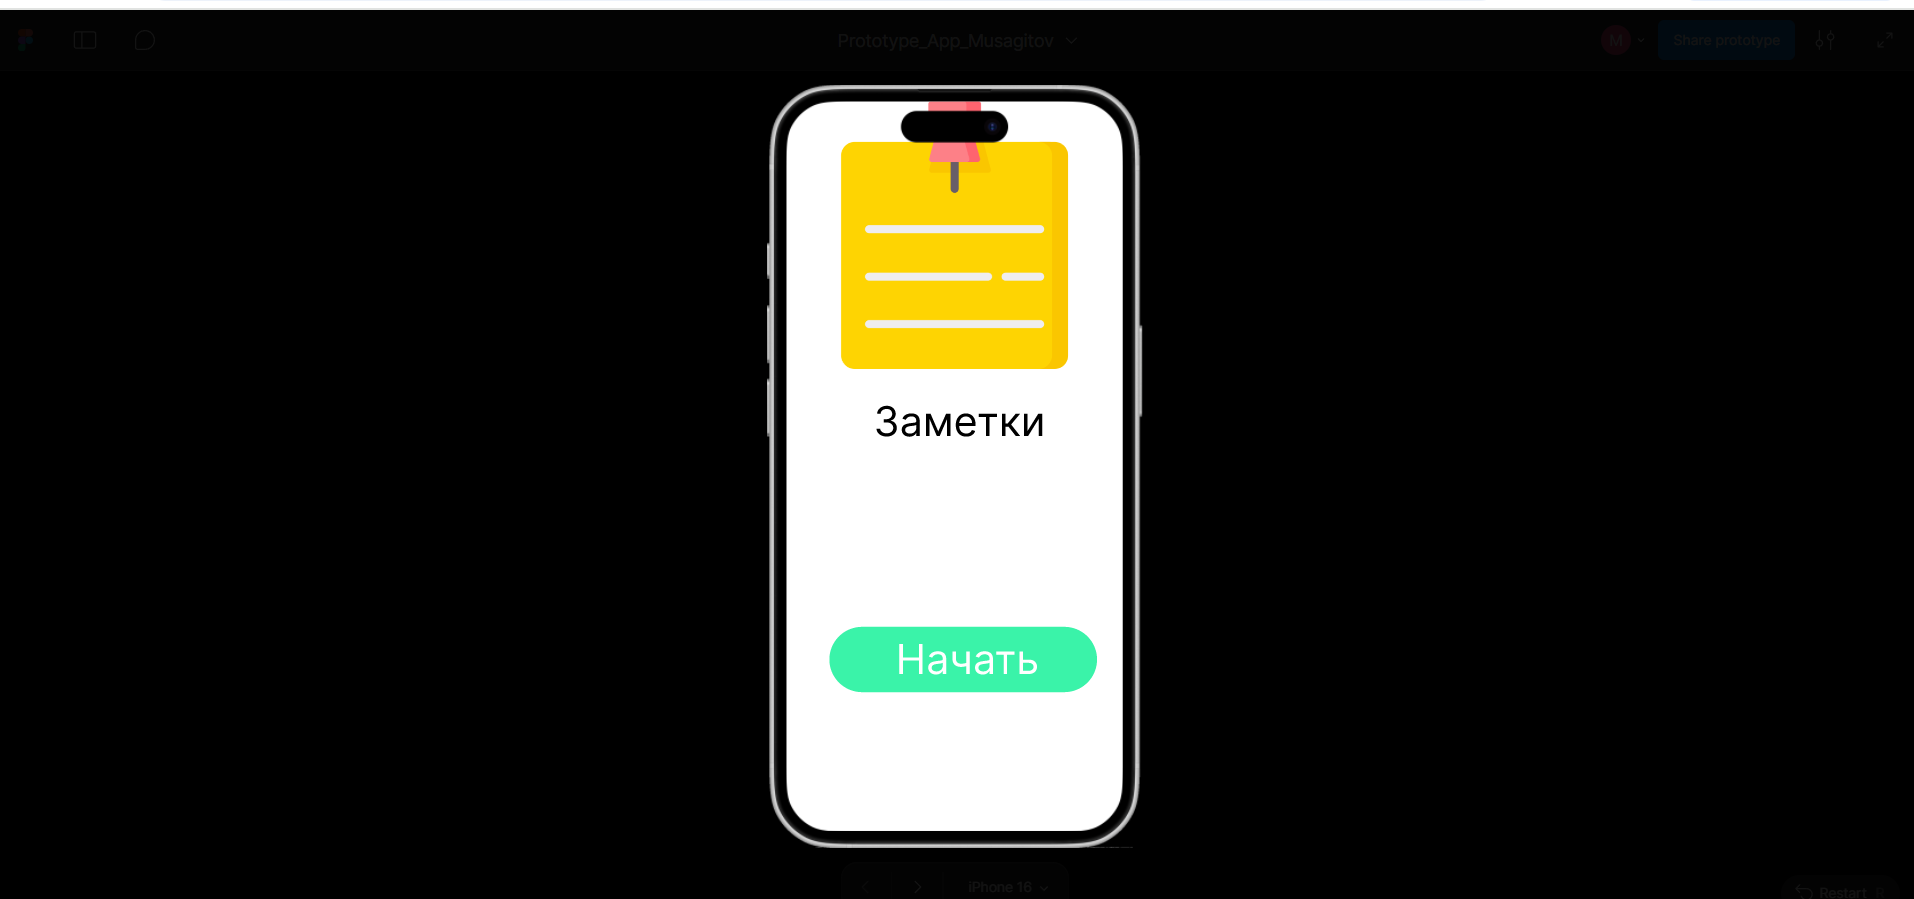 Prototype_App_Musagitov
M
Share prototype
Заметки
Начать
iPhone 16
Restart R